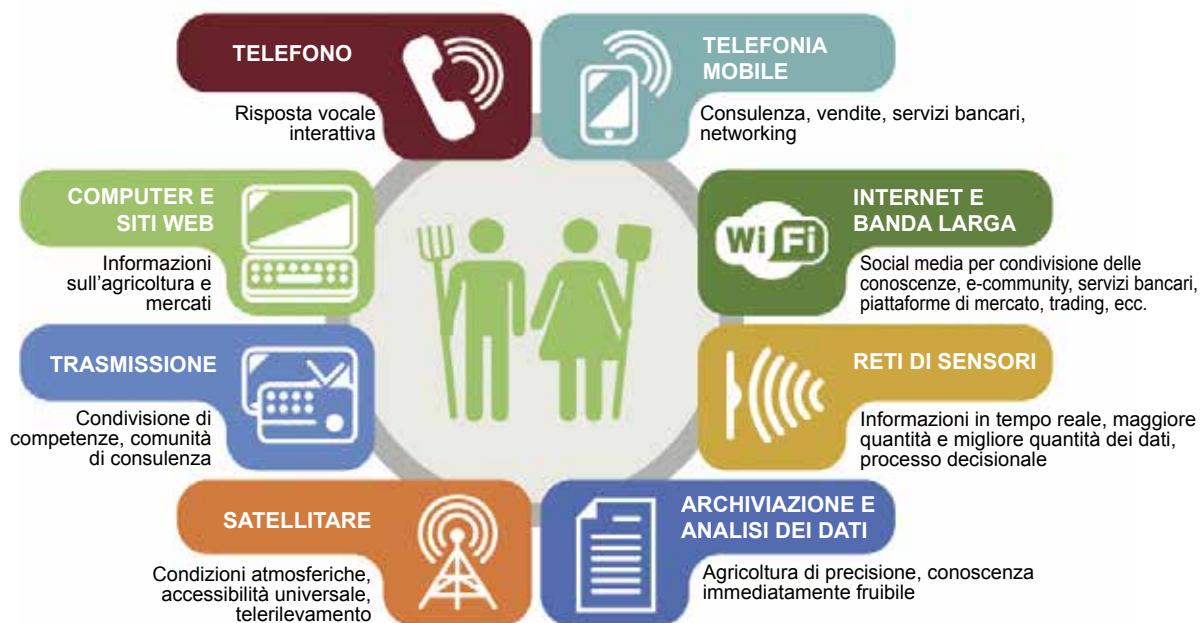 TELEFONO
Risposta vocale
interattiva
TELEFONIA
MOBILE
Consulenza, vendite, servizi bancari,
networking
COMPUTER E
SITI WEB
Informazioni
sull'agricoltura e
mercati
INTERNET E
BANDA LARGA
Wi Fi
Social media per condivisione delle
conoscenze, e-community, servizi bancari,
piattaforme di mercato, trading, ecc.
TRASMISSIONE
Condivisione di
competenze, comunità
di consulenza
RETI DI SENSORI
Informazioni in tempo reale, maggiore
quantità e migliore quantità dei dati,
processo decisionale
SATELLITARE
Condizioni atmosferiche,
accessibilità universale,
telerilevamento
ARCHIVIAZIONE E
ANALISI DEI DATI
Agricoltura di precisione, conoscenza
immediatamente fruibile